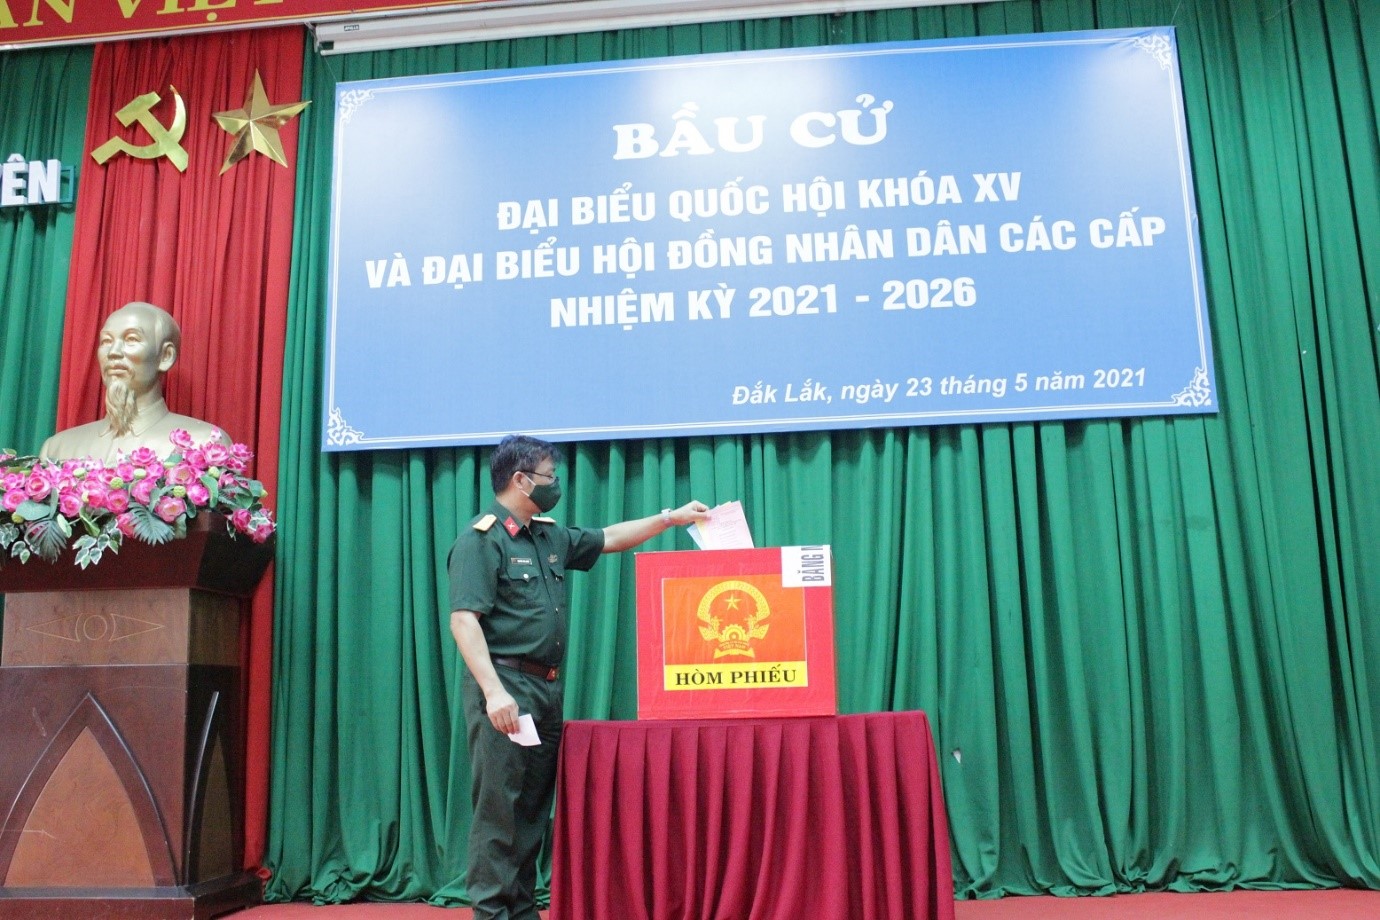 BẦU CỬ
ĐẠI BIỂU QUỐC HỘI KHÓA XV
VÀ ĐẠI BIỂU HỘI ĐỒNG NHÂN DÂN CÁC CẤP
NHIỆM KỲ 2021 - 2026
Đắk Lắk, ngày 23 tháng 5 năm 2021
HÒM PHIẾU